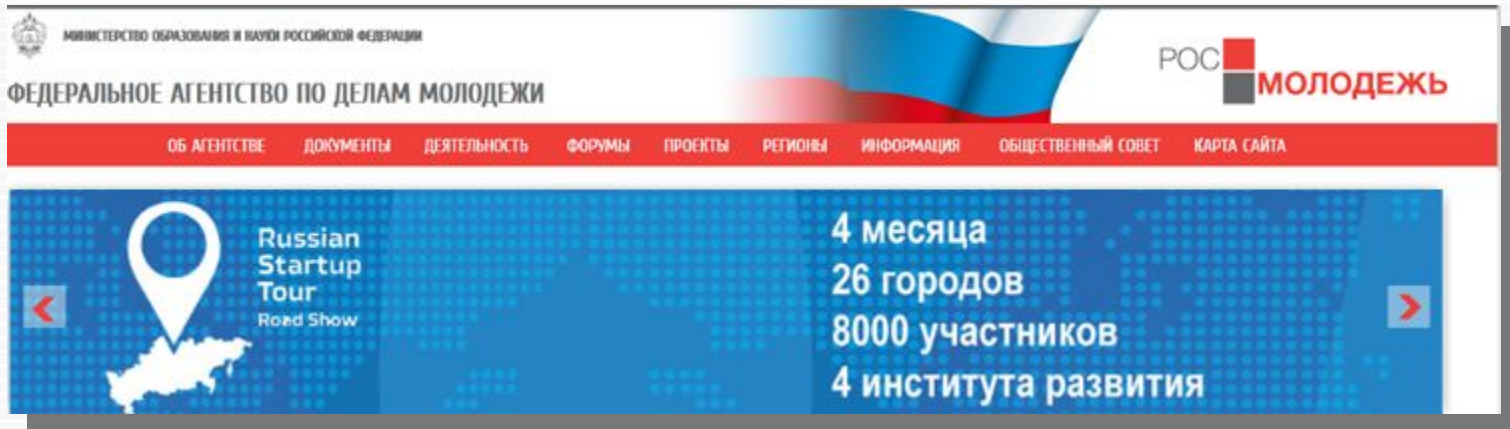 МИНИСТЕРСТВО ОБРАЗОВАНИЯ И НАУКИ РОССИЙСКОЙ ФЕДЕРАЦИИ
ФЕДЕРАЛЬНОЕ АГЕНТСТВО ПО ДЕЛАМ МОЛОДЕЖИ
РОС
МОЛОДЕЖЬ
ОБ АГЕНТСТВЕ ДОКУМЕНТЫ ДЕЯТЕЛЬНОСТЬ ФОРУМЫ ПРОЕКТЫ РЕГИОНЫ ИНФОРМАЦИЯ ОБЩЕСТВЕННЫЙ СОВЕТ КАРТА САЙТА
Russian
Startup
Tour
Road Show
4 месяца
26 городов
8000 участников
4 института развития